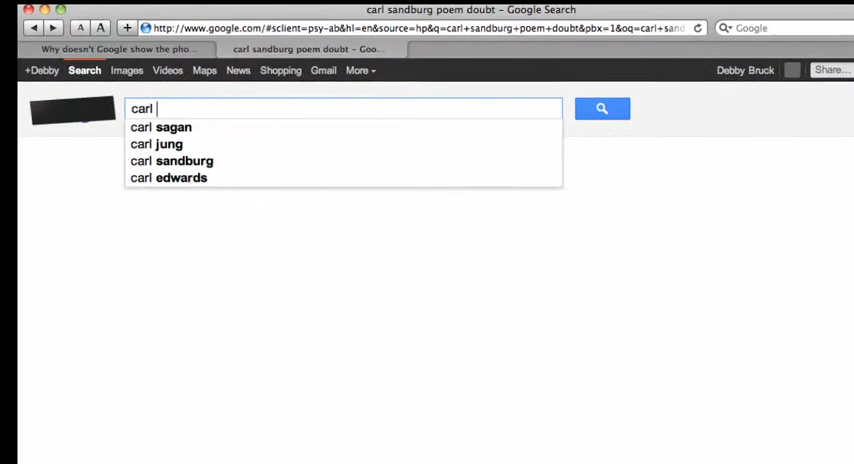 carl sandburg poem doubt - Google Search
A A + http://www.google.com/#sclient=psy-ab&hl=en&source=hp&q=carl+sandburg+poem+doubt&pbx=1&oq=carl+sand Google
Why doesn't Google show the pho... carl sandburg poem doubt - Goo...
+Debby Search Images Videos Maps News Shopping Gmail More Debby Bruck Share...
carl
carl sagan
carl jung
carl sandburg
carl edwards